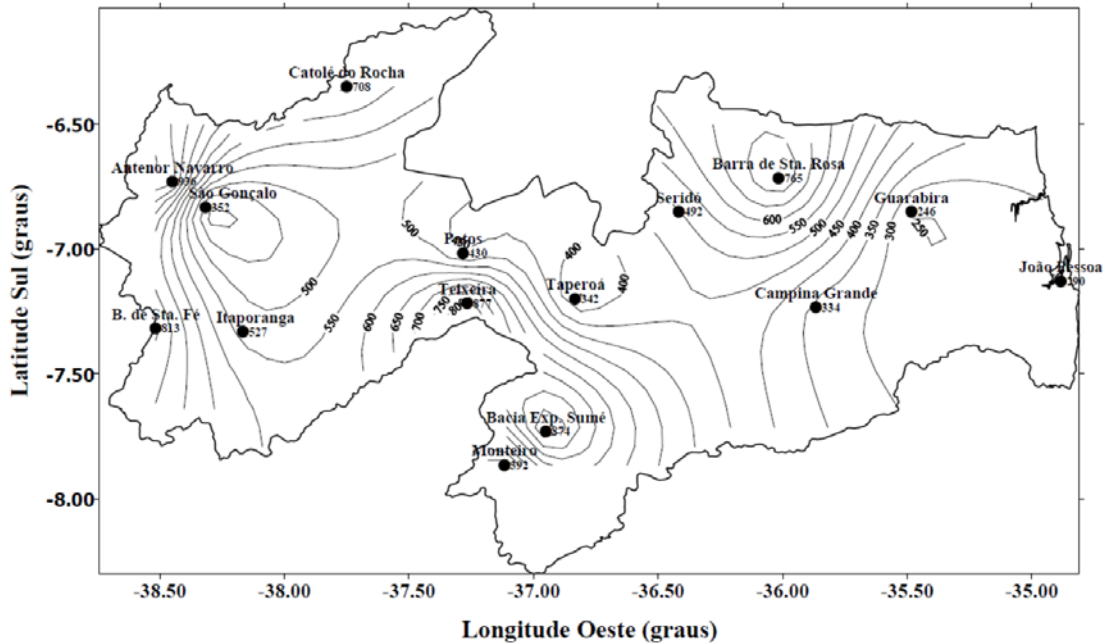 Catolé do Rocha
708
-6.50
Antenor Navarro
São Gonçalo
352
Barra de Sta. Rosa
765
Seridó
492
600
550
500
450
400
350
300
250
Guarabira
246
-7.00
500
Patos
430
400
400
500
550
600
650
700
750
800
Teixeira
877
Taperoá
342
Campina Grande
334
João Pessoa
290
B. de Sta. Fé
813
Itaporanga
527
-7.50
Bacia Exp. Sumé
874
Monteiro
592
-8.00
Latitude Sul (graus)
-38.50 -38.00 -37.50 -37.00 -36.50 -36.00 -35.50 -35.00
Longitude Oeste (graus)